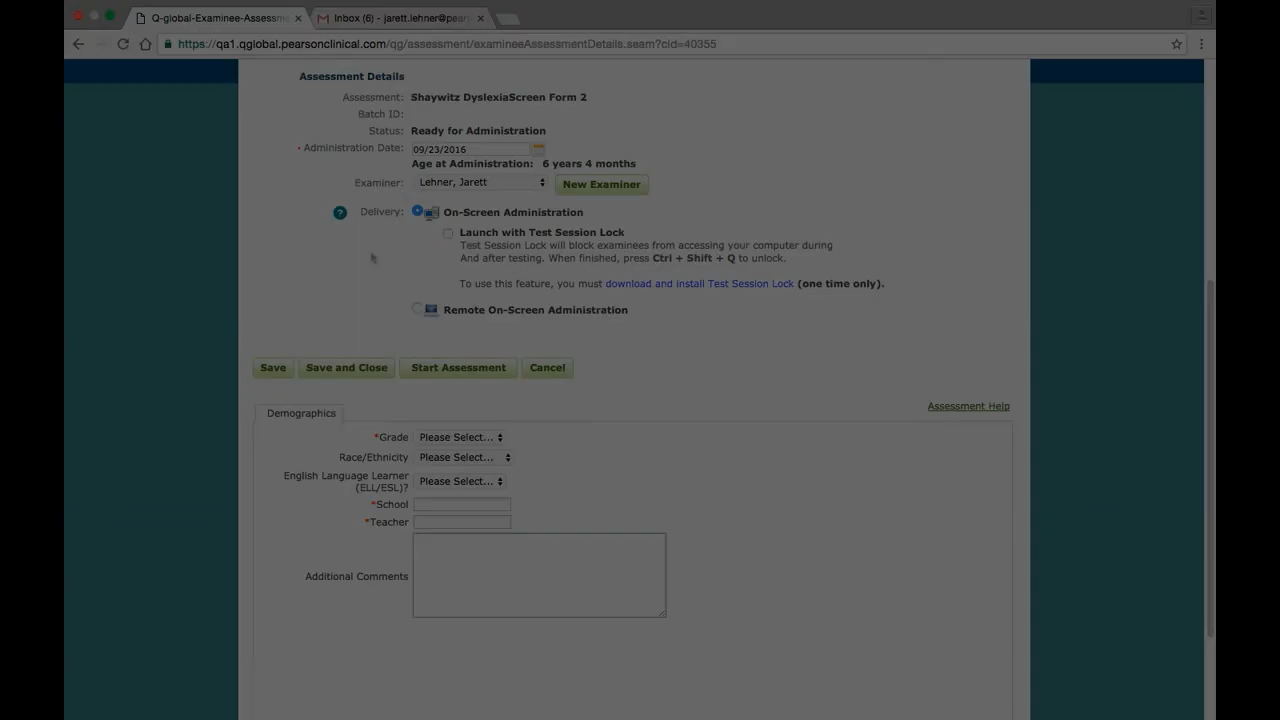 Q-global-Examinee-Assessme
Inbox (6) - jarett.lehner@pears
https://qa1.qglobal.pearsonclinical.com/qg/assessment/examineeAssessmentDetails.seam?cid=40355
Assessment Details
Assessment: Shaywitz DyslexiaScreen Form 2
Batch ID:
Status: Ready for Administration
* Administration Date: 09/23/2016
Age at Administration: 6 years 4 months
Examiner: Lehner, Jarett New Examiner
? Delivery: On-Screen Administration
Launch with Test Session Lock
Test Session Lock will block examinees from accessing your computer during
And after testing. When finished, press Ctrl + Shift + Q to unlock.
To use this feature, you must download and install Test Session Lock (one time only).
Remote On-Screen Administration
Save Save and Close Start Assessment Cancel
Assessment Help
Demographics
*Grade Please Select...
Race/Ethnicity Please Select...
English Language Learner
(ELL/ESL)? Please Select...
*School
*Teacher
Additional Comments